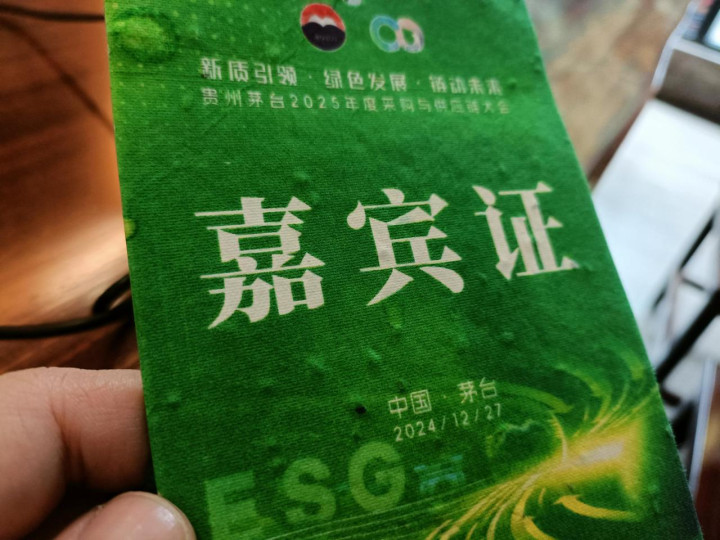 新质引领·绿色发展·链动未来
贵州茅台2025年度采购与供应链大会
嘉宾证
中国·茅台
2024/12/27
ESG